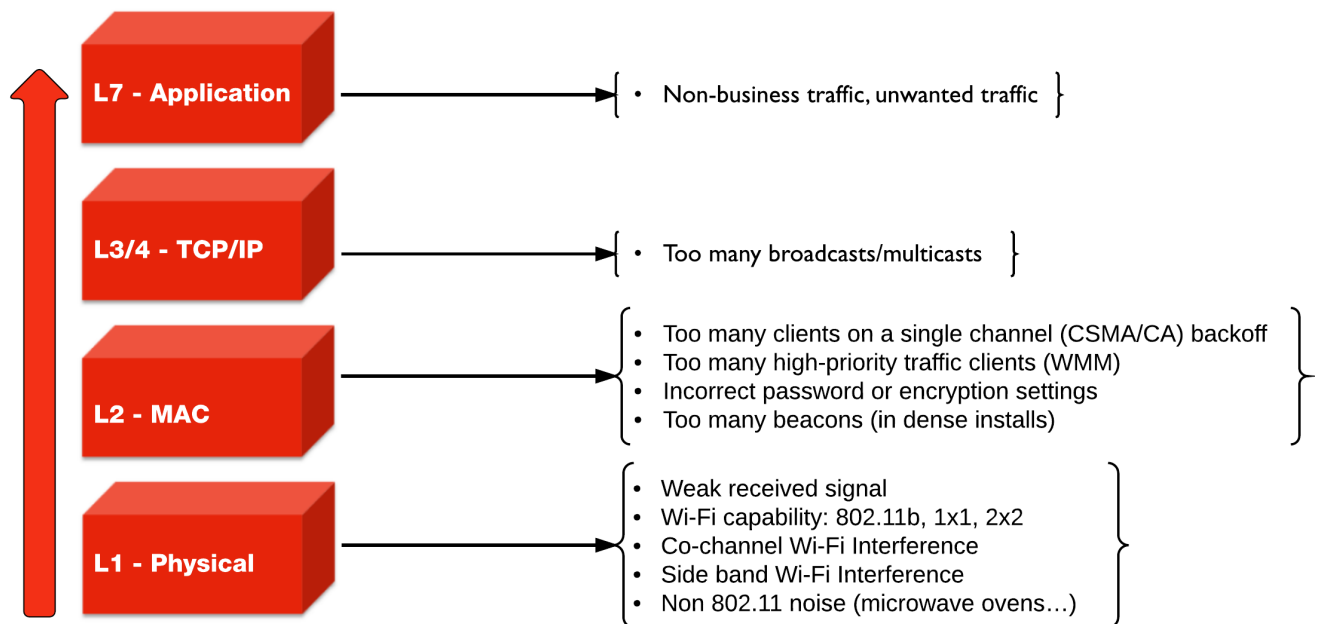 L7 - Application
• Non-business traffic, unwanted traffic
L3/4 - TCP/IP
• Too many broadcasts/multicasts
L2 - MAC
• Too many clients on a single channel (CSMA/CA) backoff
• Too many high-priority traffic clients (WMM)
• Incorrect password or encryption settings
• Too many beacons (in dense installs)
L1 - Physical
• Weak received signal
• Wi-Fi capability: 802.11b, 1x1, 2x2
• Co-channel Wi-Fi Interference
• Side band Wi-Fi Interference
• Non 802.11 noise (microwave ovens…)